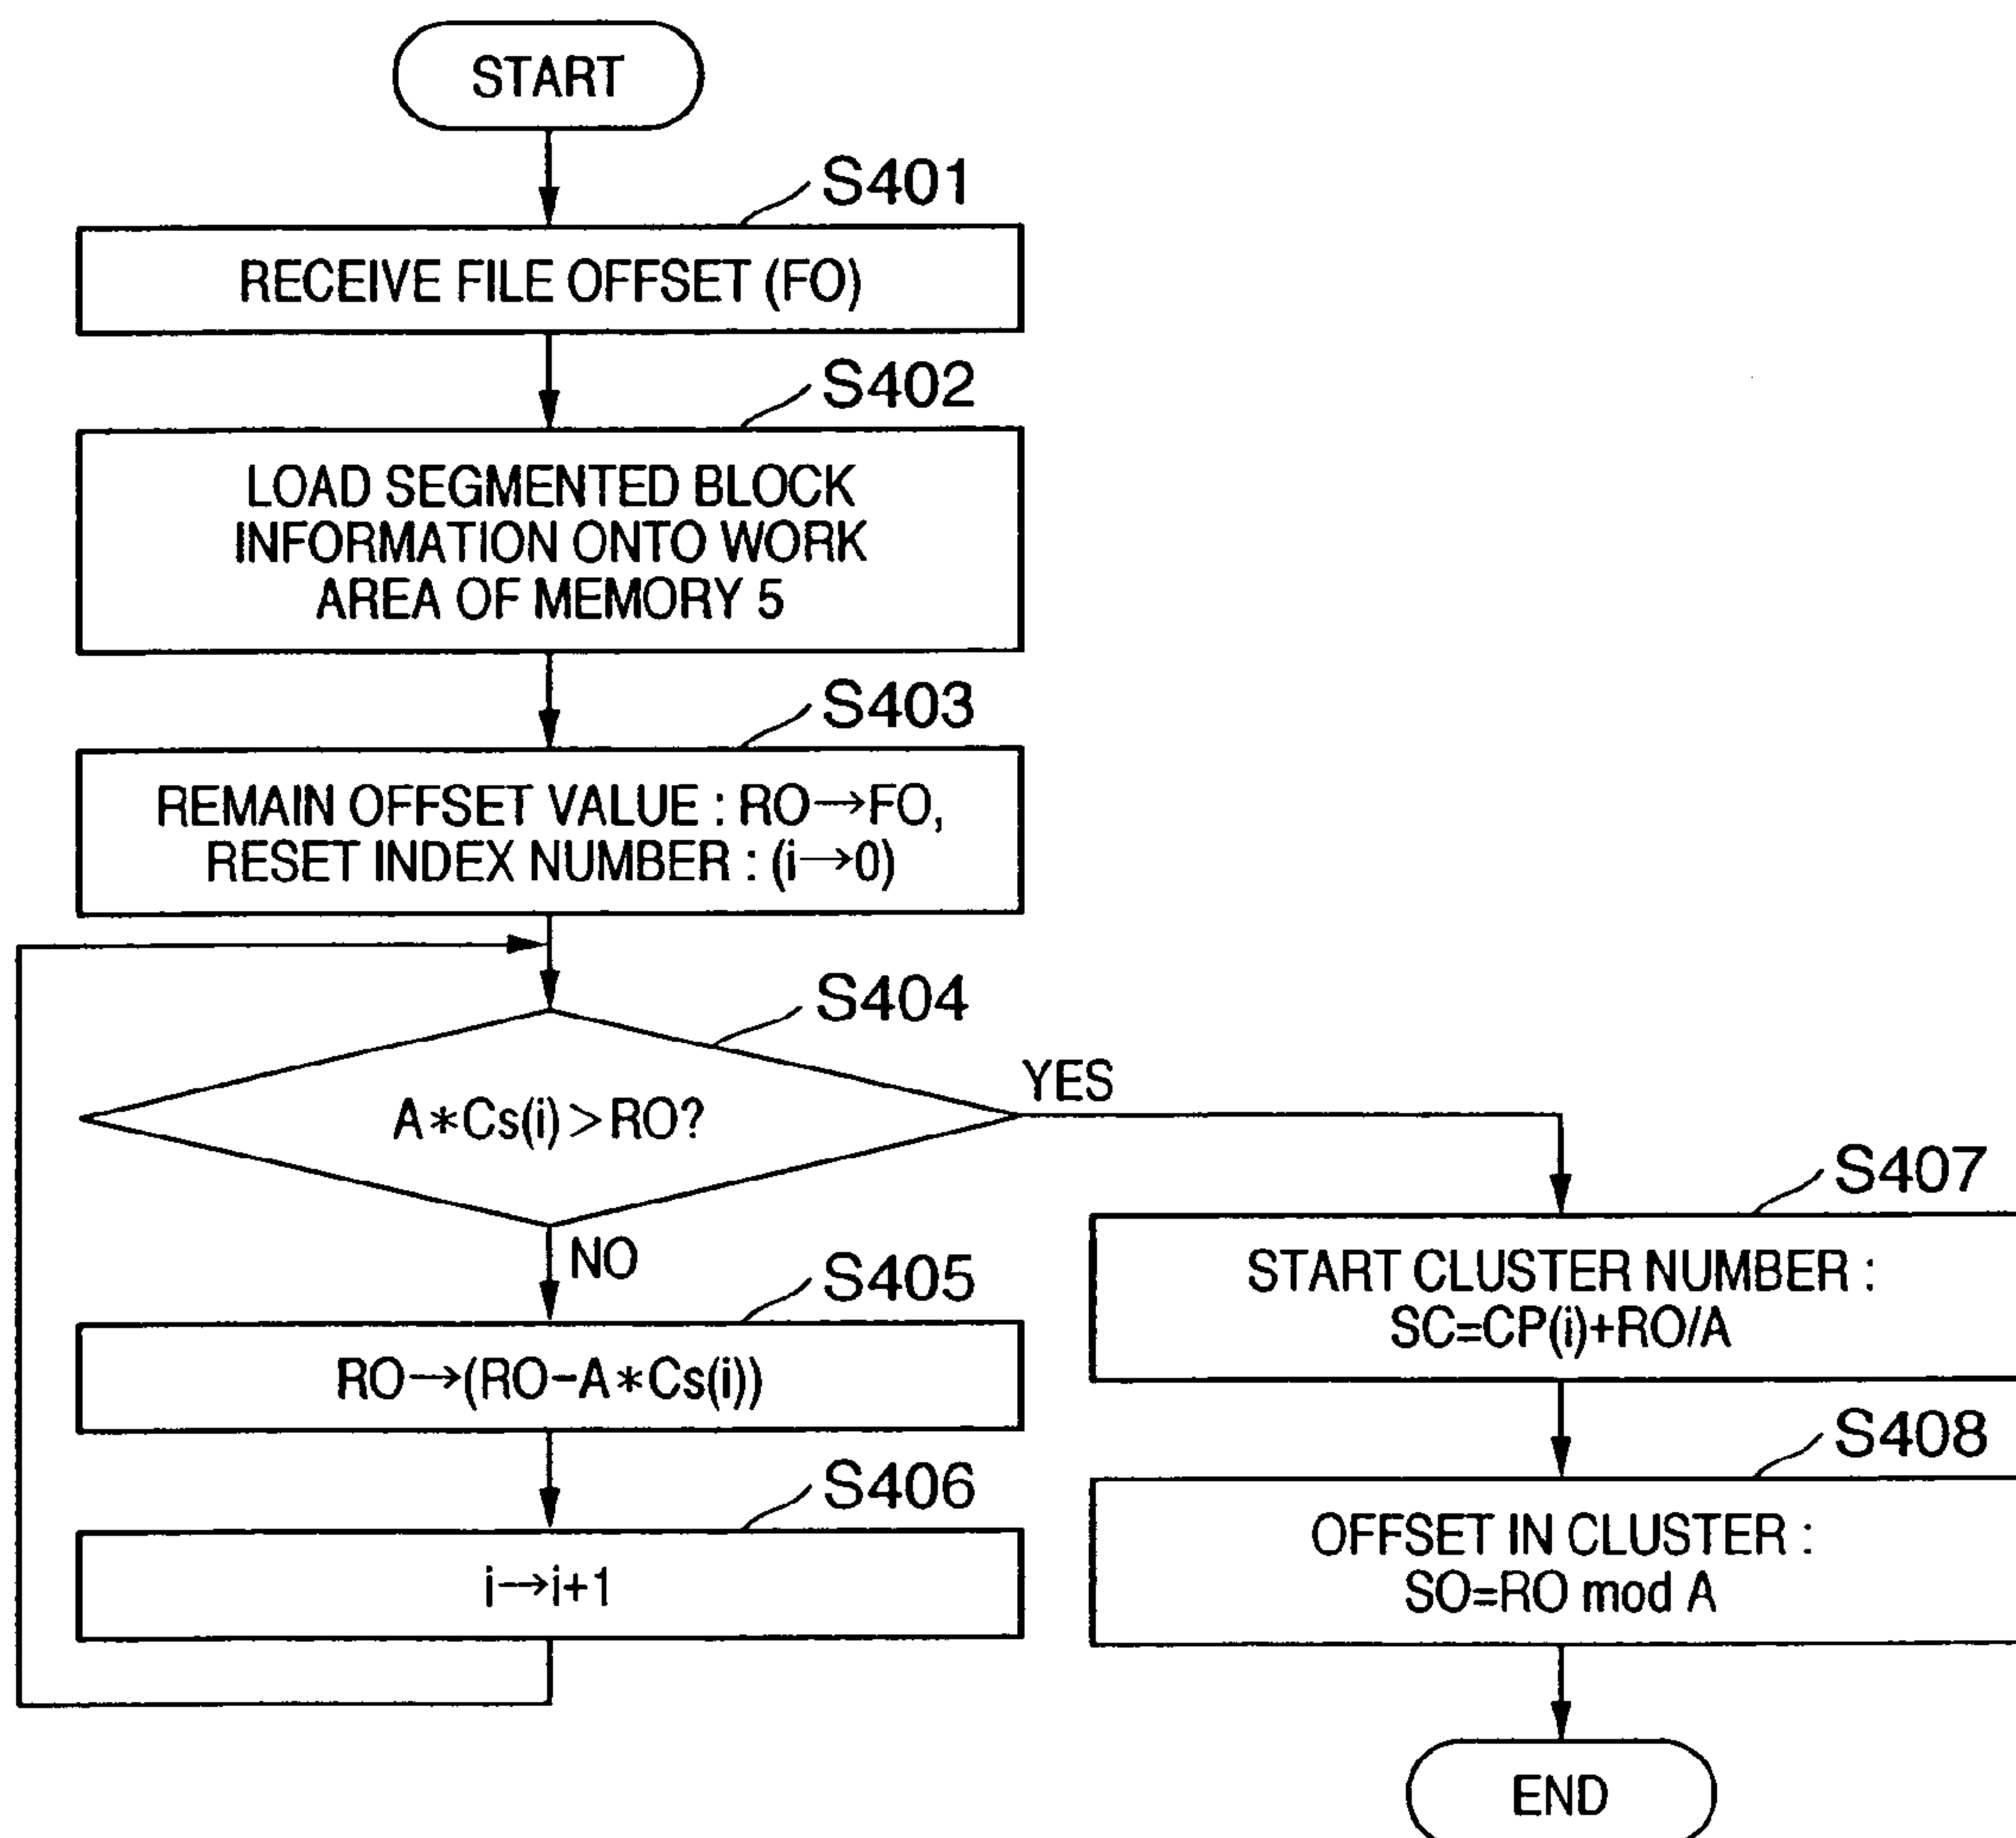 START
S401
RECEIVE FILE OFFSET (FO)
S402
LOAD SEGMENTED BLOCK
INFORMATION ONTO WORK
AREA OF MEMORY 5
S403
REMAIN OFFSET VALUE : RO→FO,
RESET INDEX NUMBER : (i→0)
S404
A*Cs(i)>RO?
YES
NO
S405
RO→(RO-A*Cs(i))
S406
i→i+1
S407
START CLUSTER NUMBER :
SC=CP(i)+RO/A
S408
OFFSET IN CLUSTER :
SO=RO mod A
END